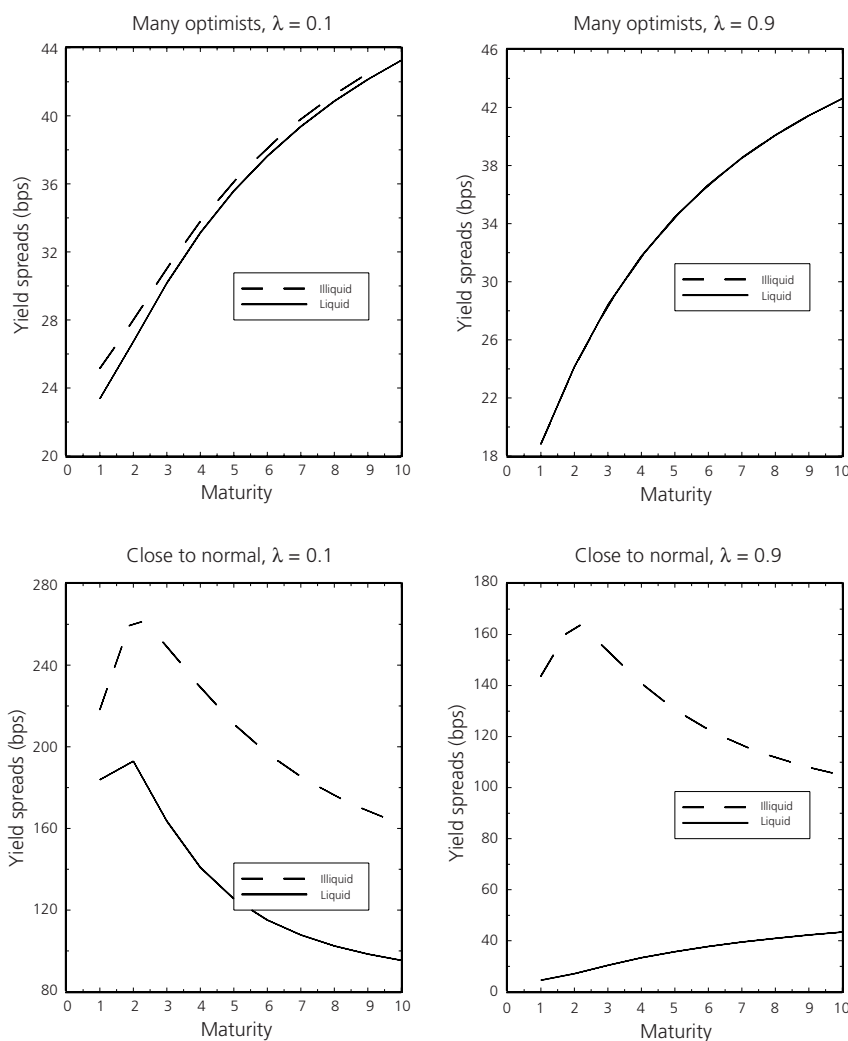 Many optimists, λ = 0.1
44
40
36
32
28
24
20
Yield spreads (bps)
Illiquid
Liquid
0 1 2 3 4 5 6 7 8 9 10
Maturity
Many optimists, λ = 0.9
46
42
38
34
30
26
22
18
Yield spreads (bps)
Illiquid
Liquid
0 1 2 3 4 5 6 7 8 9 10
Maturity
Close to normal, λ = 0.1
280
240
200
160
120
80
Yield spreads (bps)
Illiquid
Liquid
0 1 2 3 4 5 6 7 8 9 10
Maturity
Close to normal, λ = 0.9
180
160
140
120
100
80
60
40
20
0
Yield spreads (bps)
Illiquid
Liquid
0 1 2 3 4 5 6 7 8 9 10
Maturity